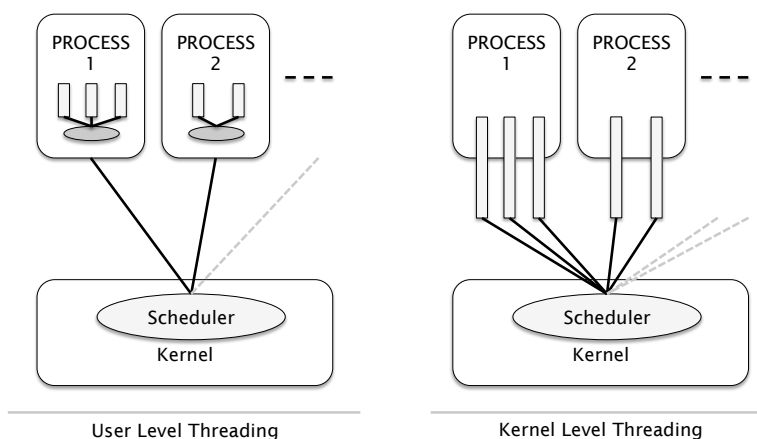 PROCESS
1
PROCESS
2
Scheduler
Kernel
User Level Threading
PROCESS
1
PROCESS
2
Scheduler
Kernel
Kernel Level Threading